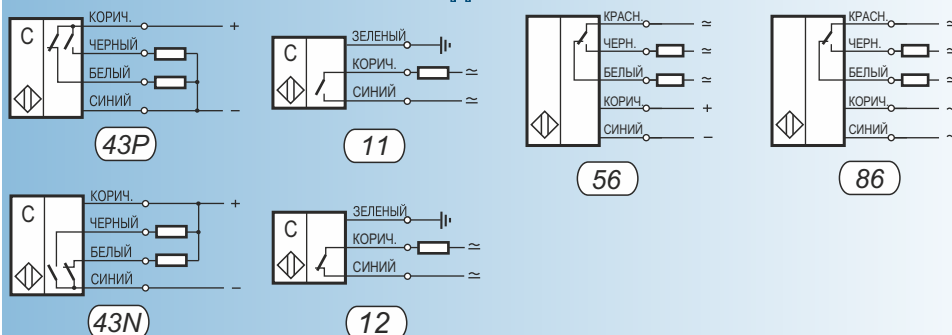 С
КОРИЧ. +
ЧЕРНЫЙ
БЕЛЫЙ
СИНИЙ −
43P
С
ЗЕЛЕНЫЙ
КОРИЧ. ≃
СИНИЙ ≃
11
КРАСН. ≃
ЧЕРН. ≃
БЕЛЫЙ ≃
КОРИЧ. +
СИНИЙ −
56
КРАСН.
ЧЕРН.
БЕЛЫЙ
КОРИЧ.
СИНИЙ
86
С
КОРИЧ. +
ЧЕРНЫЙ
БЕЛЫЙ
СИНИЙ −
43N
С
ЗЕЛЕНЫЙ
КОРИЧ. ≃
СИНИЙ ≃
12